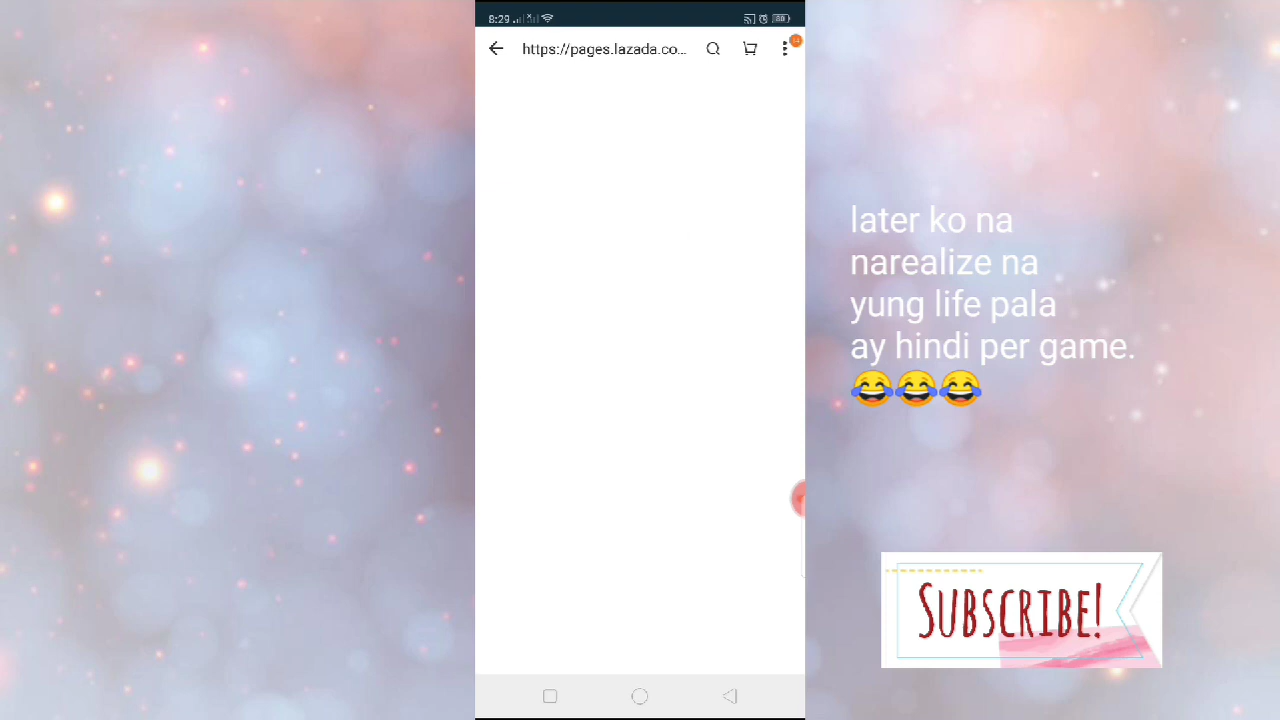 8:29
80
https://pages.lazada.co...
later ko na
narealize na
yung life pala
ay hindi per game.
😂😂😂
SUBSCRIBE!